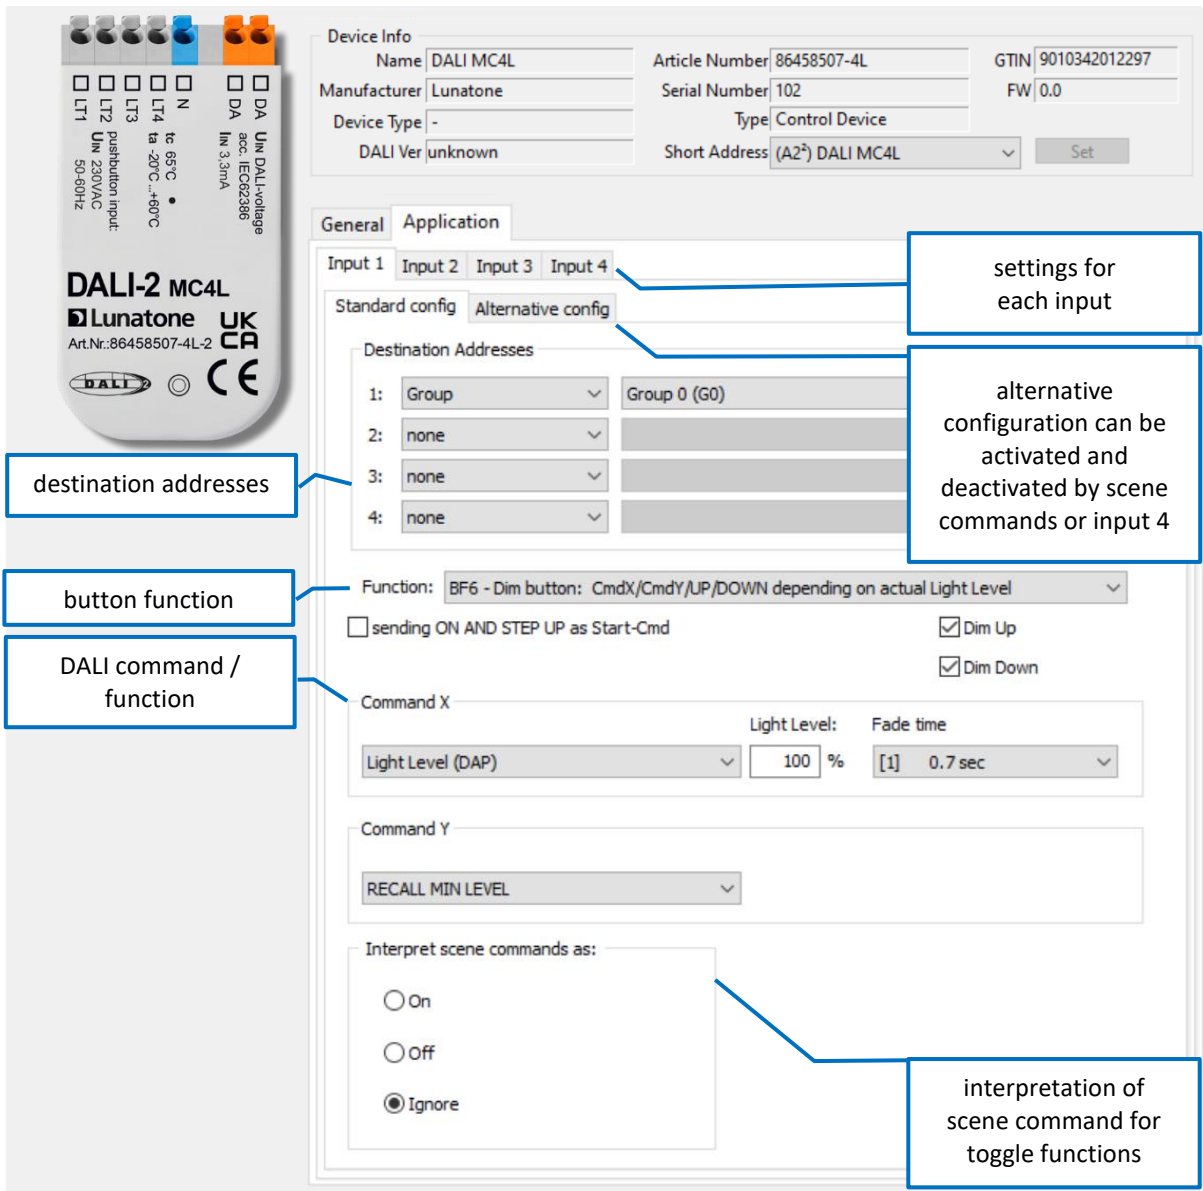 LT1
LT2
LT3
LT4
N
DA
DA
pushbutton input:
UIN 230VAC
50-60Hz
tc 65°C
ta -20°C ...+60°C
UIN DALI-voltage
acc. IEC62386
IIN 3,3mA
DALI-2 MC4L
Lunatone
UK
CA
Art.Nr.:86458507-4L-2
DALI 2
CE
Device Info
Name DALI MC4L Article Number 86458507-4L GTIN 9010342012297
Manufacturer Lunatone Serial Number 102 FW 0.0
Device Type - Type Control Device
DALI Ver unknown Short Address (A2²) DALI MC4L Set
General Application
Input 1 Input 2 Input 3 Input 4
settings for
each input
Standard config Alternative config
Destination Addresses
1: Group Group 0 (G0)
2: none
3: none
4: none
alternative
configuration can be
activated and
deactivated by scene
commands or input 4
destination addresses
button function
Function: BF6 - Dim button: CmdX/CmdY/UP/DOWN depending on actual Light Level
sending ON AND STEP UP as Start-Cmd Dim Up
Dim Down
DALI command /
function
Command X
Light Level: Fade time
Light Level (DAP) 100 % [1] 0.7 sec
Command Y
RECALL MIN LEVEL
Interpret scene commands as:
On
Off
Ignore
interpretation of
scene command for
toggle functions